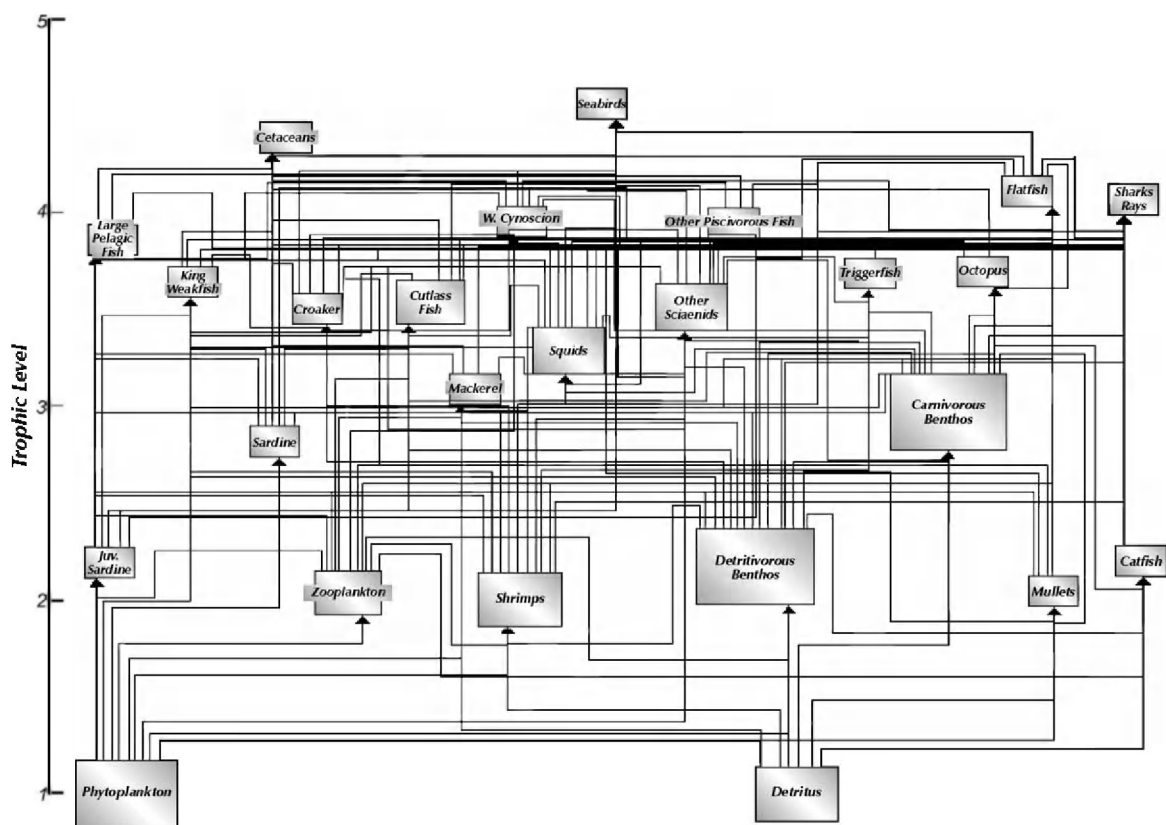 5
Seabirds
Cetaceans
Flatfish
Sharks
Rays
4
Large
Pelagic
Fish
W. Cynoscion
Other Piscivorous Fish
King
Weakfish
Croaker
Cutlass
Fish
Other
Sciaenids
Triggerfish
Octopus
Squids
Mackerel
Trophic Level
3
Sardine
Carnivorous
Benthos
Juv.
Sardine
Zooplankton
Shrimps
Detritivorous
Benthos
Mullets
Catfish
2
Phytoplankton
Detritus
1